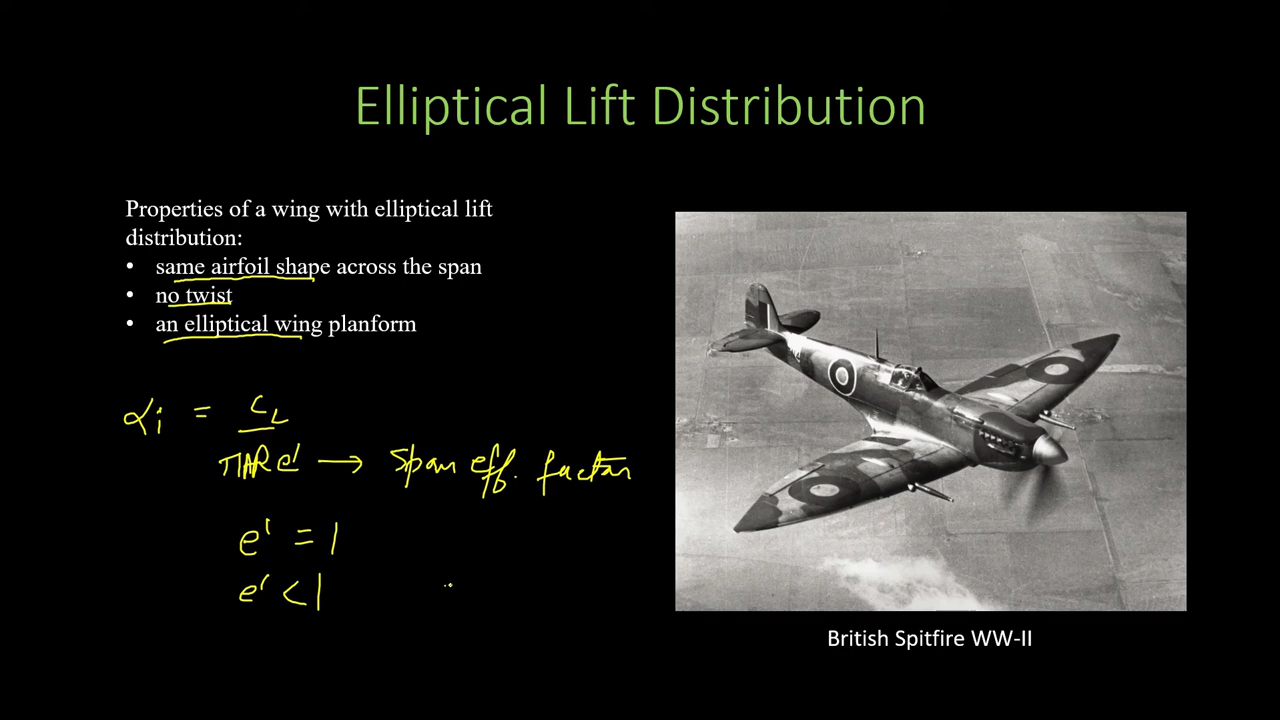 Elliptical Lift Distribution
Properties of a wing with elliptical lift
distribution:
• same airfoil shape across the span
• no twist
• an elliptical wing planform
αi = CL
πAR e' → span eff. factor
e' = 1
e' < 1
British Spitfire WW-II